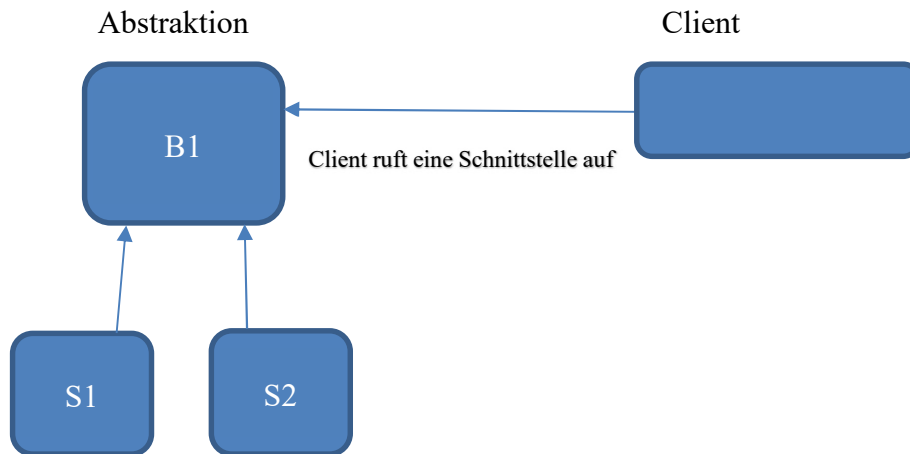 Abstraktion
Client
B1
Client ruft eine Schnittstelle auf
S1
S2